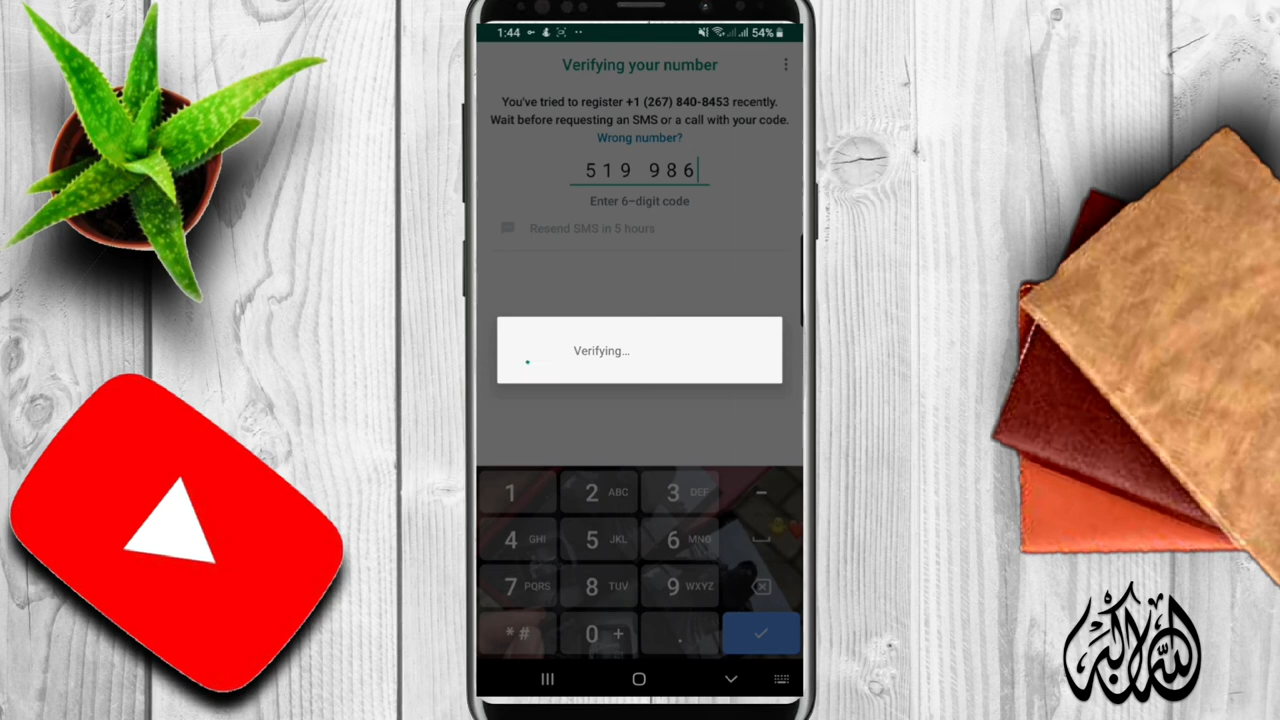 1:44
54%
Verifying your number
You've tried to register +1 (267) 840-8453 recently.
Wait before requesting an SMS or a call with your code.
Wrong number?
519 986
Enter 6-digit code
Resend SMS in 5 hours
Verifying...
1
2 ABC
3 DEF
4 GHI
5 JKL
6 MNO
7 PQRS
8 TUV
9 WXYZ
*#
0 +
.
الله أكبر